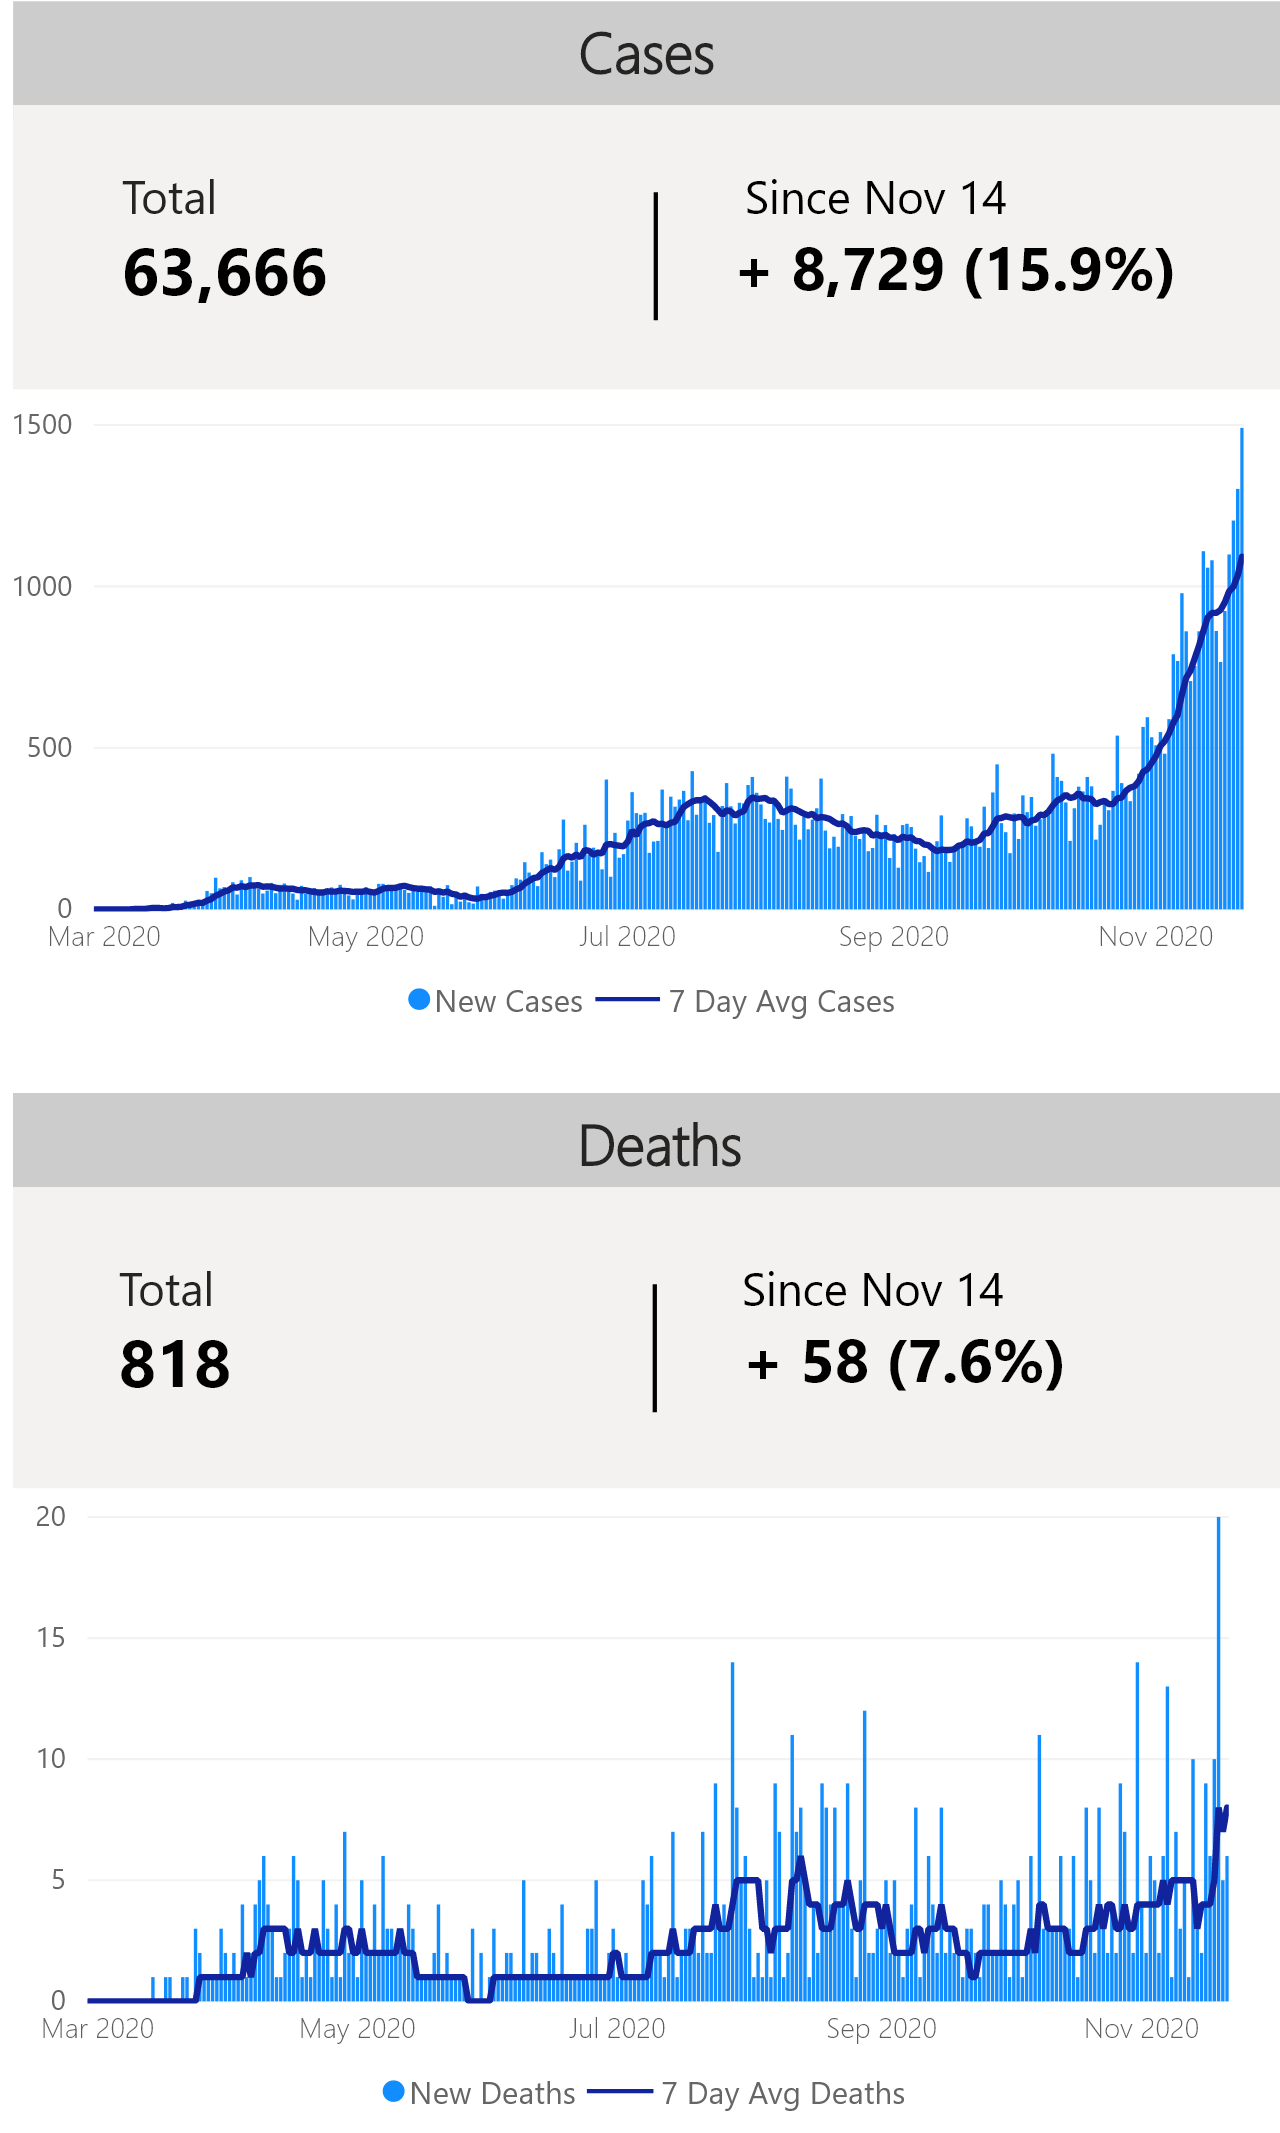 Cases
Total
Since Nov 14
63,666
+ 8,729 (15.9%)
1500
1000
500
0
Mar 2020 May 2020 Jul 2020 Sep 2020 Nov 2020
New Cases 7 Day Avg Cases
Deaths
Total
Since Nov 14
818
+ 58 (7.6%)
20
15
10
5
0
Mar 2020 May 2020 Jul 2020 Sep 2020 Nov 2020
New Deaths 7 Day Avg Deaths